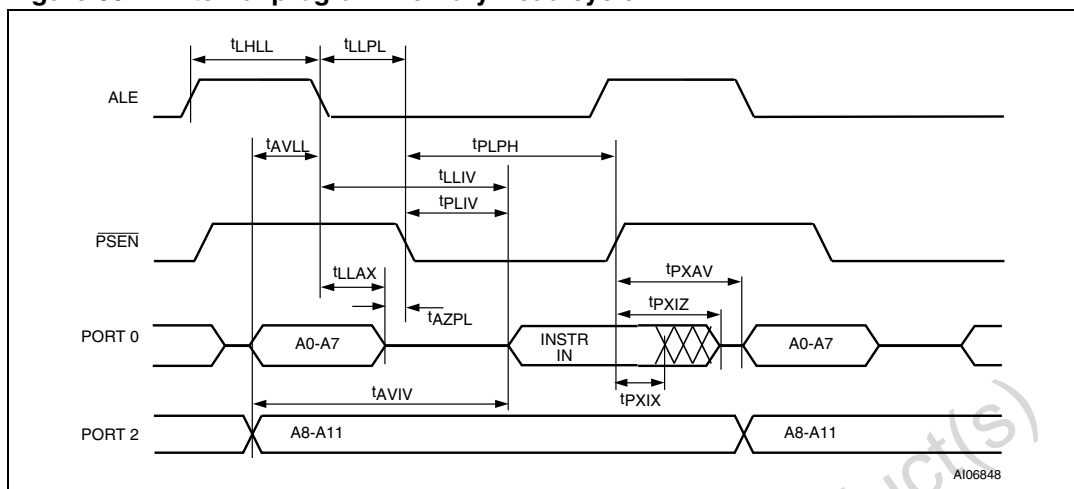 tLHLL tLLPL
ALE
tAVLL tPLPH
tLLIV
tPLIV
PSEN
tLLAX tPXAV
tAZPL tPXIZ
PORT 0 A0-A7 INSTR IN A0-A7
tPXIX
tAVIV
PORT 2 A8-A11 A8-A11
AI06848